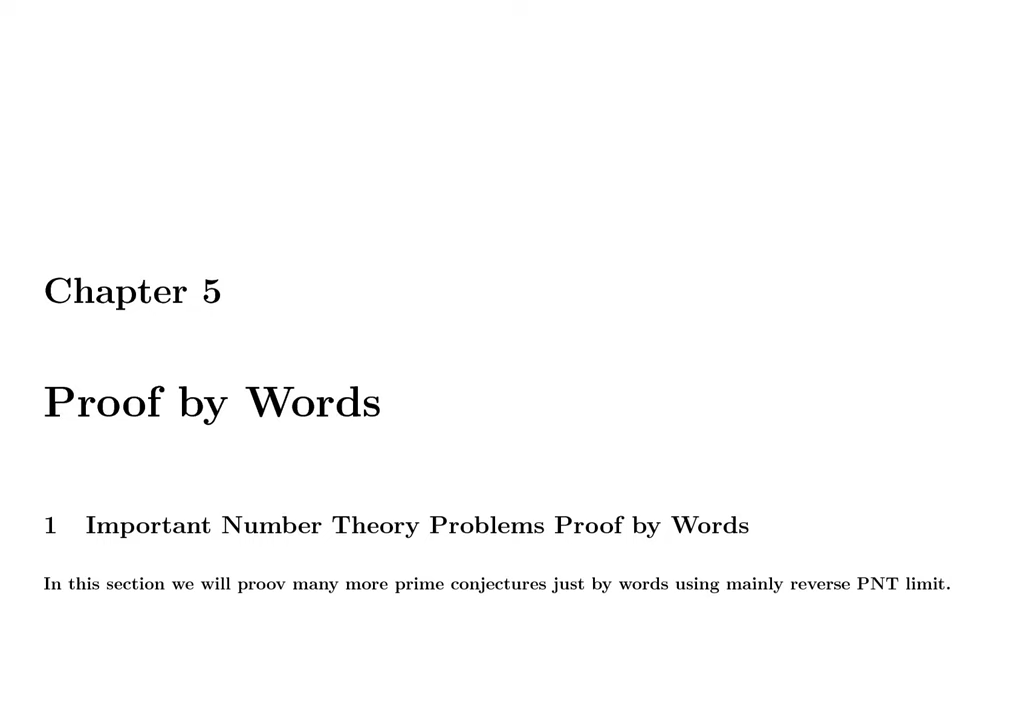 Chapter 5
Proof by Words
1 Important Number Theory Problems Proof by Words
In this section we will proov many more prime conjectures just by words using mainly reverse PNT limit.